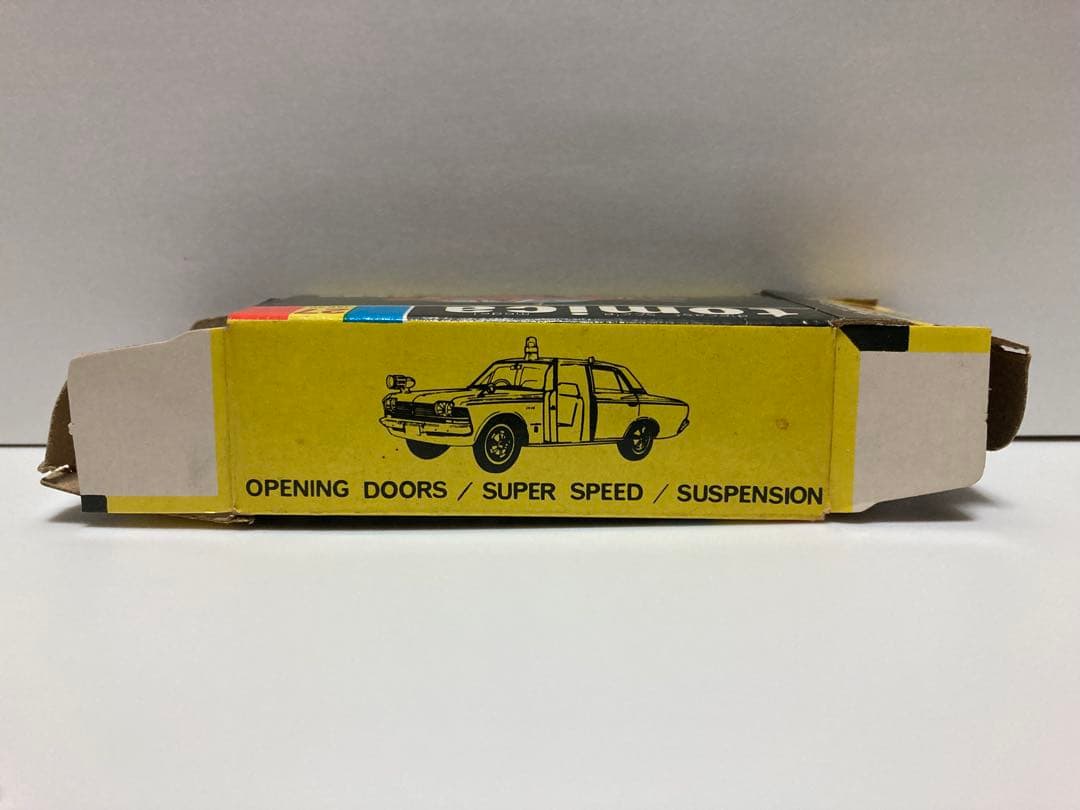 tomica
OPENING DOORS / SUPER SPEED / SUSPENSION